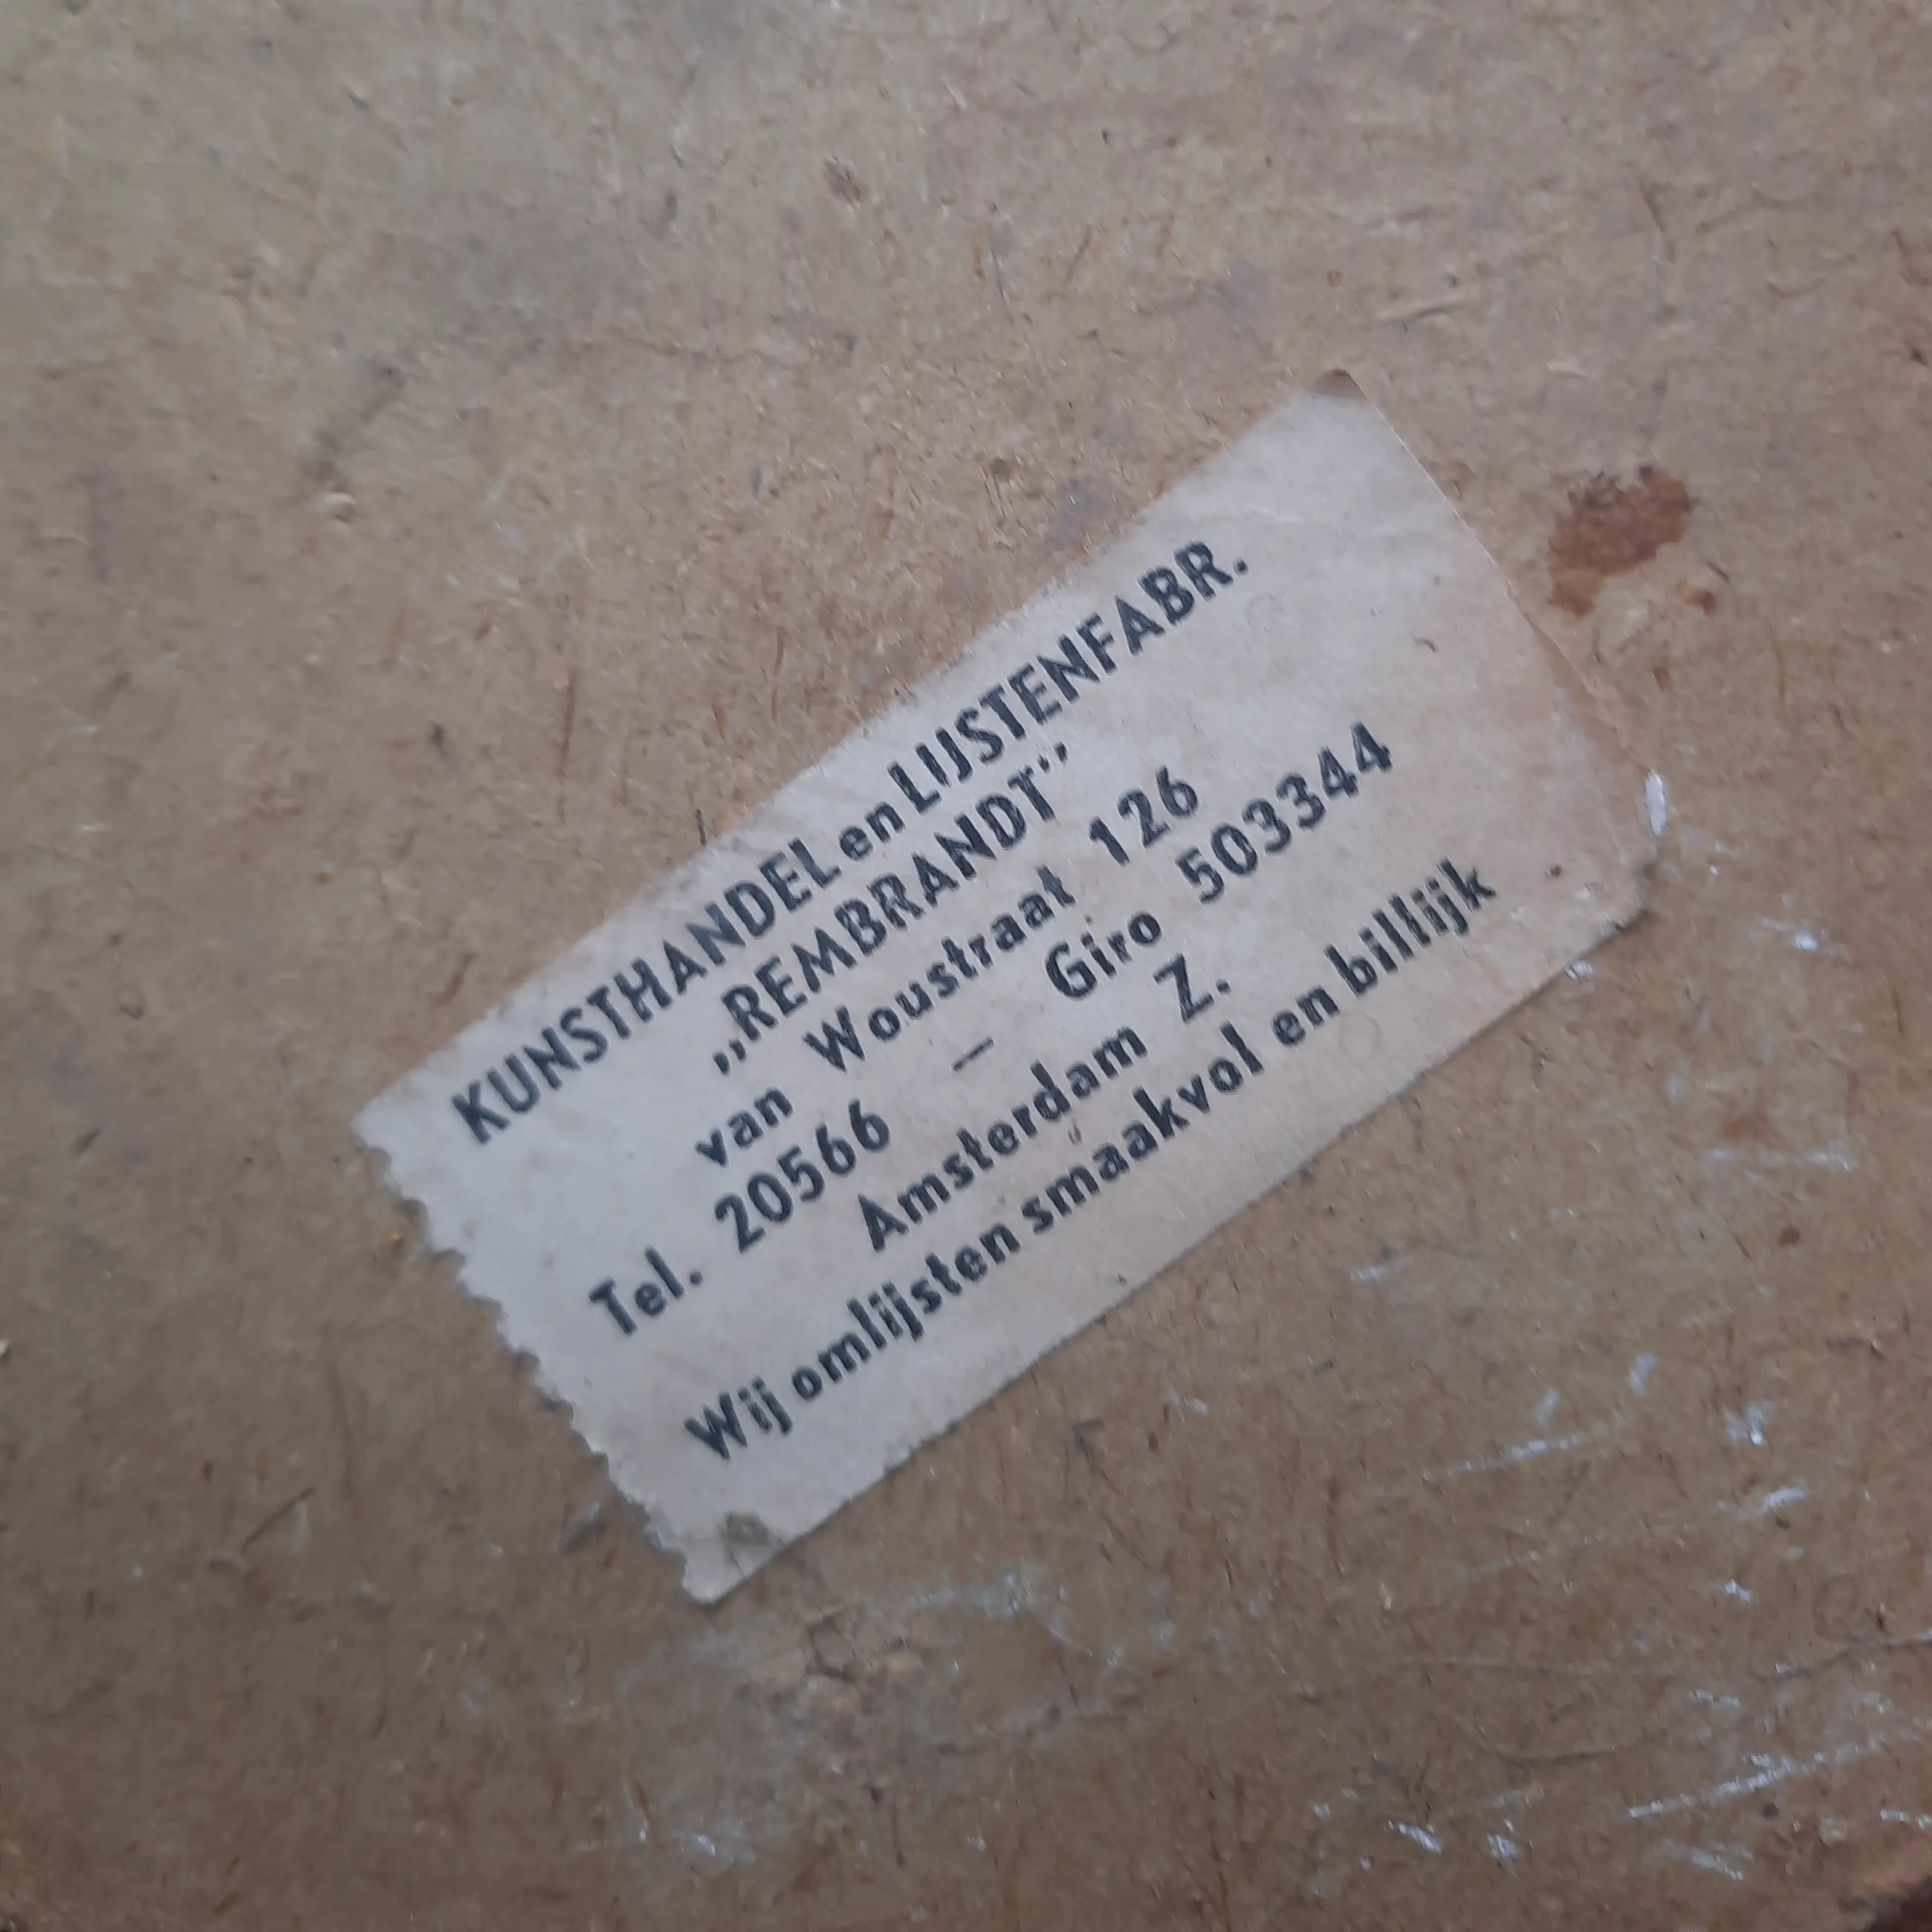 KUNSTHANDEL en LIJSTENFABR.
„REMBRANDT”
van Woustraat 126
Tel. 20566 — Giro 503344
Amsterdam Z.
Wij omlijsten smaakvol en billijk